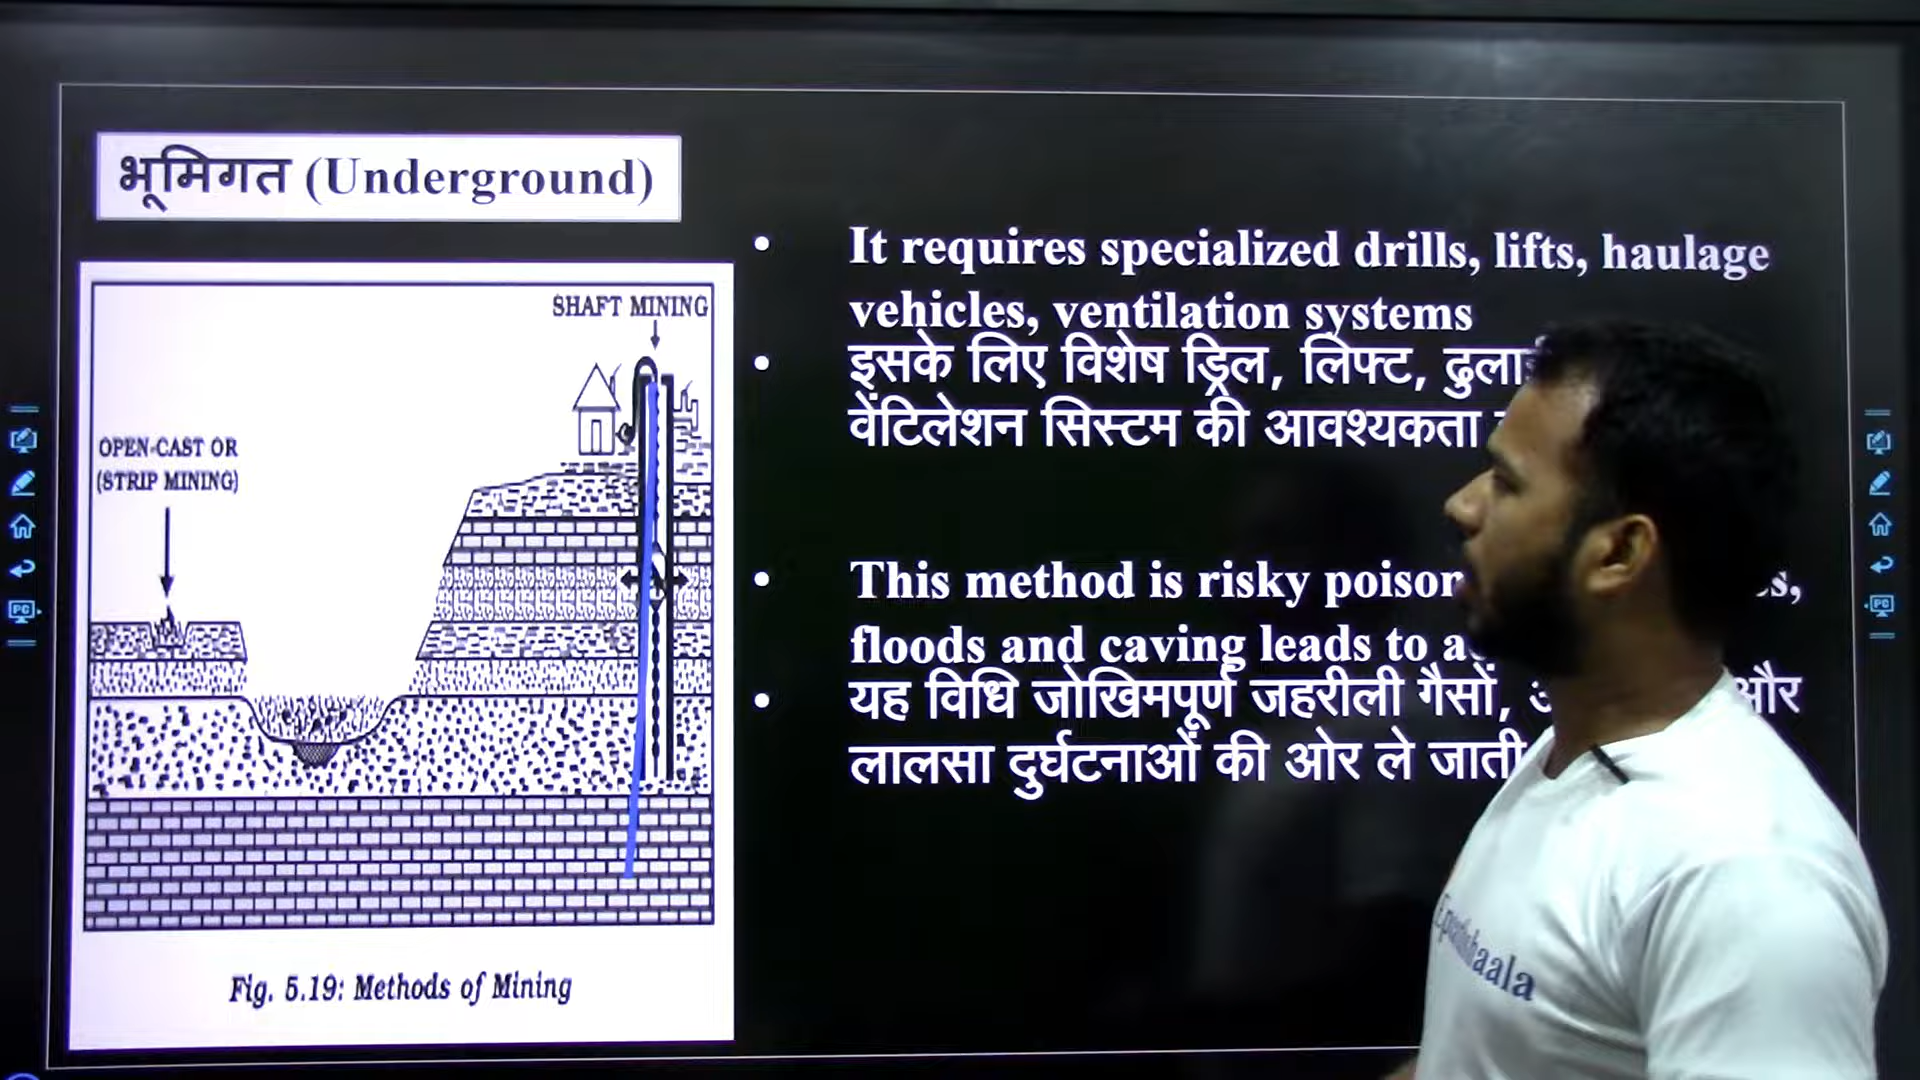 भूमिगत (Underground)
SHAFT MINING
OPEN-CAST OR
(STRIP MINING)
Fig. 5.19: Methods of Mining
• It requires specialized drills, lifts, haulage
vehicles, ventilation systems
• इसके लिए विशेष ड्रिल, लिफ्ट,
वेंटिलेशन सिस्टम की आवश्यकता
• This method is risky
floods and caving leads to
• यह विधि जोखिमपूर्ण जहरीली गैसों, और
लालसा दुर्घटनाओं की ओर ले जाती
PC
PC